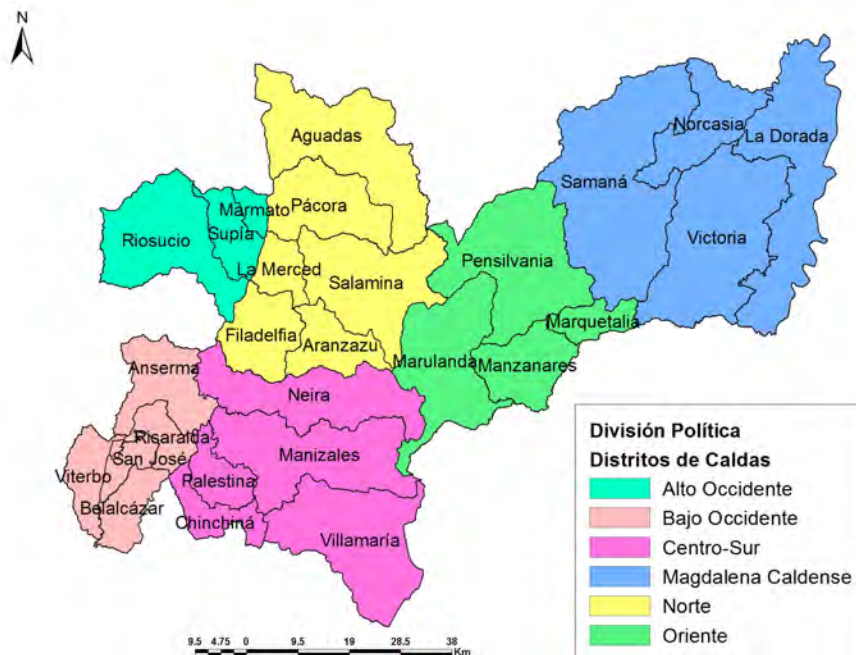 N
Aguadas
Norcasia
La Dorada
Samaná
Marmato
Pácora
Riosucio
Supía
Victoria
Pensilvania
La Merced
Salamina
Marquetalia
Filadelfia
Aranzazu
Marulanda
Manzanares
Anserma
Neira
Risaralda
San José
Manizales
Viterbo
Palestina
Belalcázar
Chinchiná
Villamaría
División Política
Distritos de Caldas
Alto Occidente
Bajo Occidente
Centro-Sur
Magdalena Caldense
Norte
Oriente
9.5 4.75 0 9.5 19 28.5 38
Km